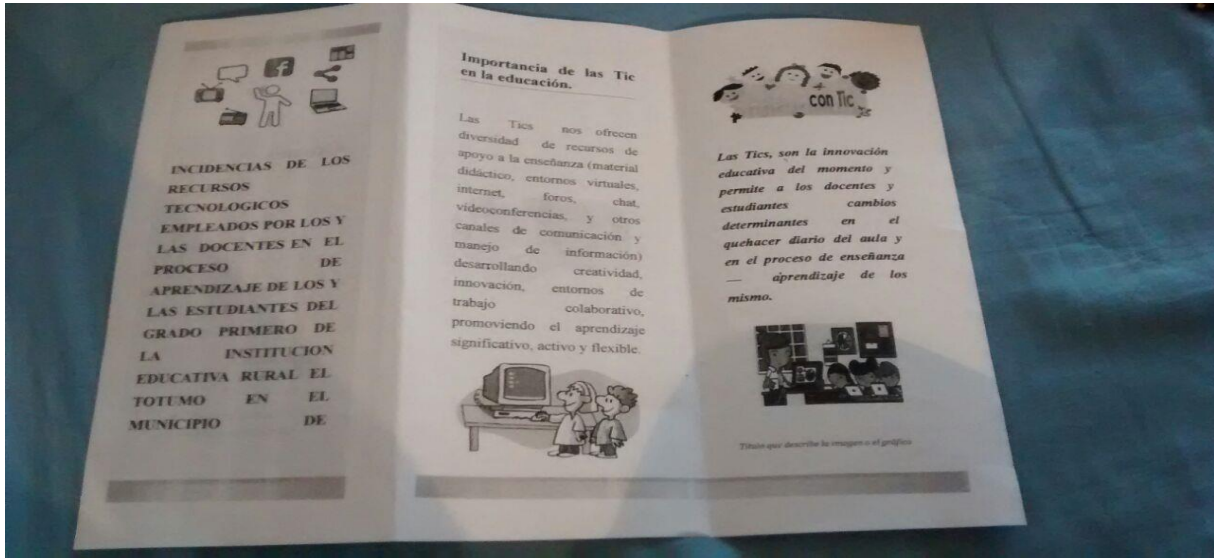 INCIDENCIAS DE LOS
RECURSOS
TECNOLOGICOS
EMPLEADOS POR LOS Y
LAS DOCENTES EN EL
PROCESO DE
APRENDIZAJE DE LOS Y
LAS ESTUDIANTES DEL
GRADO PRIMERO DE
LA INSTITUCION
EDUCATIVA RURAL EL
TOTUMO EN EL
MUNICIPIO DE
Importancia de las Tic
en la educación.
Las Tics nos ofrecen
diversidad de recursos de
apoyo a la enseñanza (material
didáctico, entornos virtuales,
internet, foros, chat,
videoconferencias, y otros
canales de comunicación y
manejo de información)
desarrollando creatividad,
innovación, entornos de
trabajo colaborativo,
promoviendo el aprendizaje
significativo, activo y flexible.
con Tic
Las Tics, son la innovación
educativa del momento y
permite a los docentes y
estudiantes cambios
determinantes en el
quehacer diario del aula y
en el proceso de enseñanza
— aprendizaje de los
mismo.
Título que describe la imagen o el gráfico